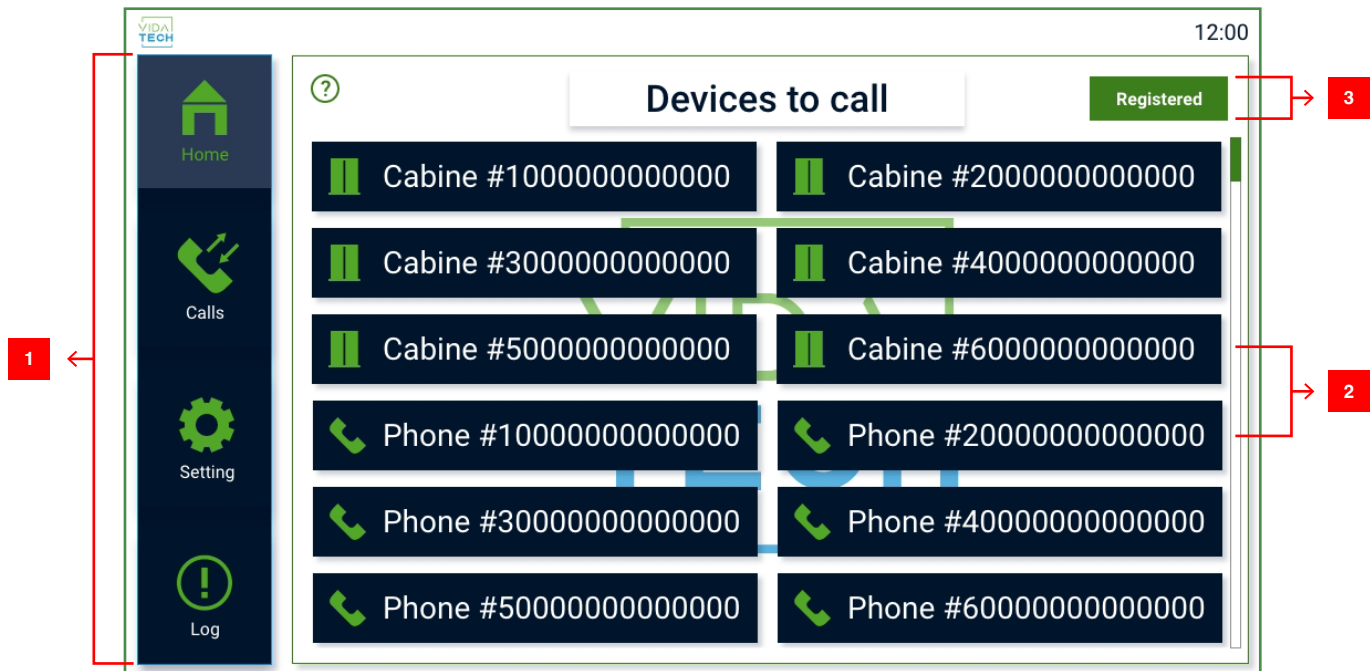 VIDA
TECH
12:00
Devices to call
Registered
3
Home
Cabine #1000000000000
Cabine #2000000000000
Cabine #3000000000000
Cabine #4000000000000
Calls
1
Cabine #5000000000000
Cabine #6000000000000
2
Phone #10000000000000
Phone #20000000000000
Setting
Phone #30000000000000
Phone #40000000000000
Phone #50000000000000
Phone #60000000000000
Log
VIDA
TECH